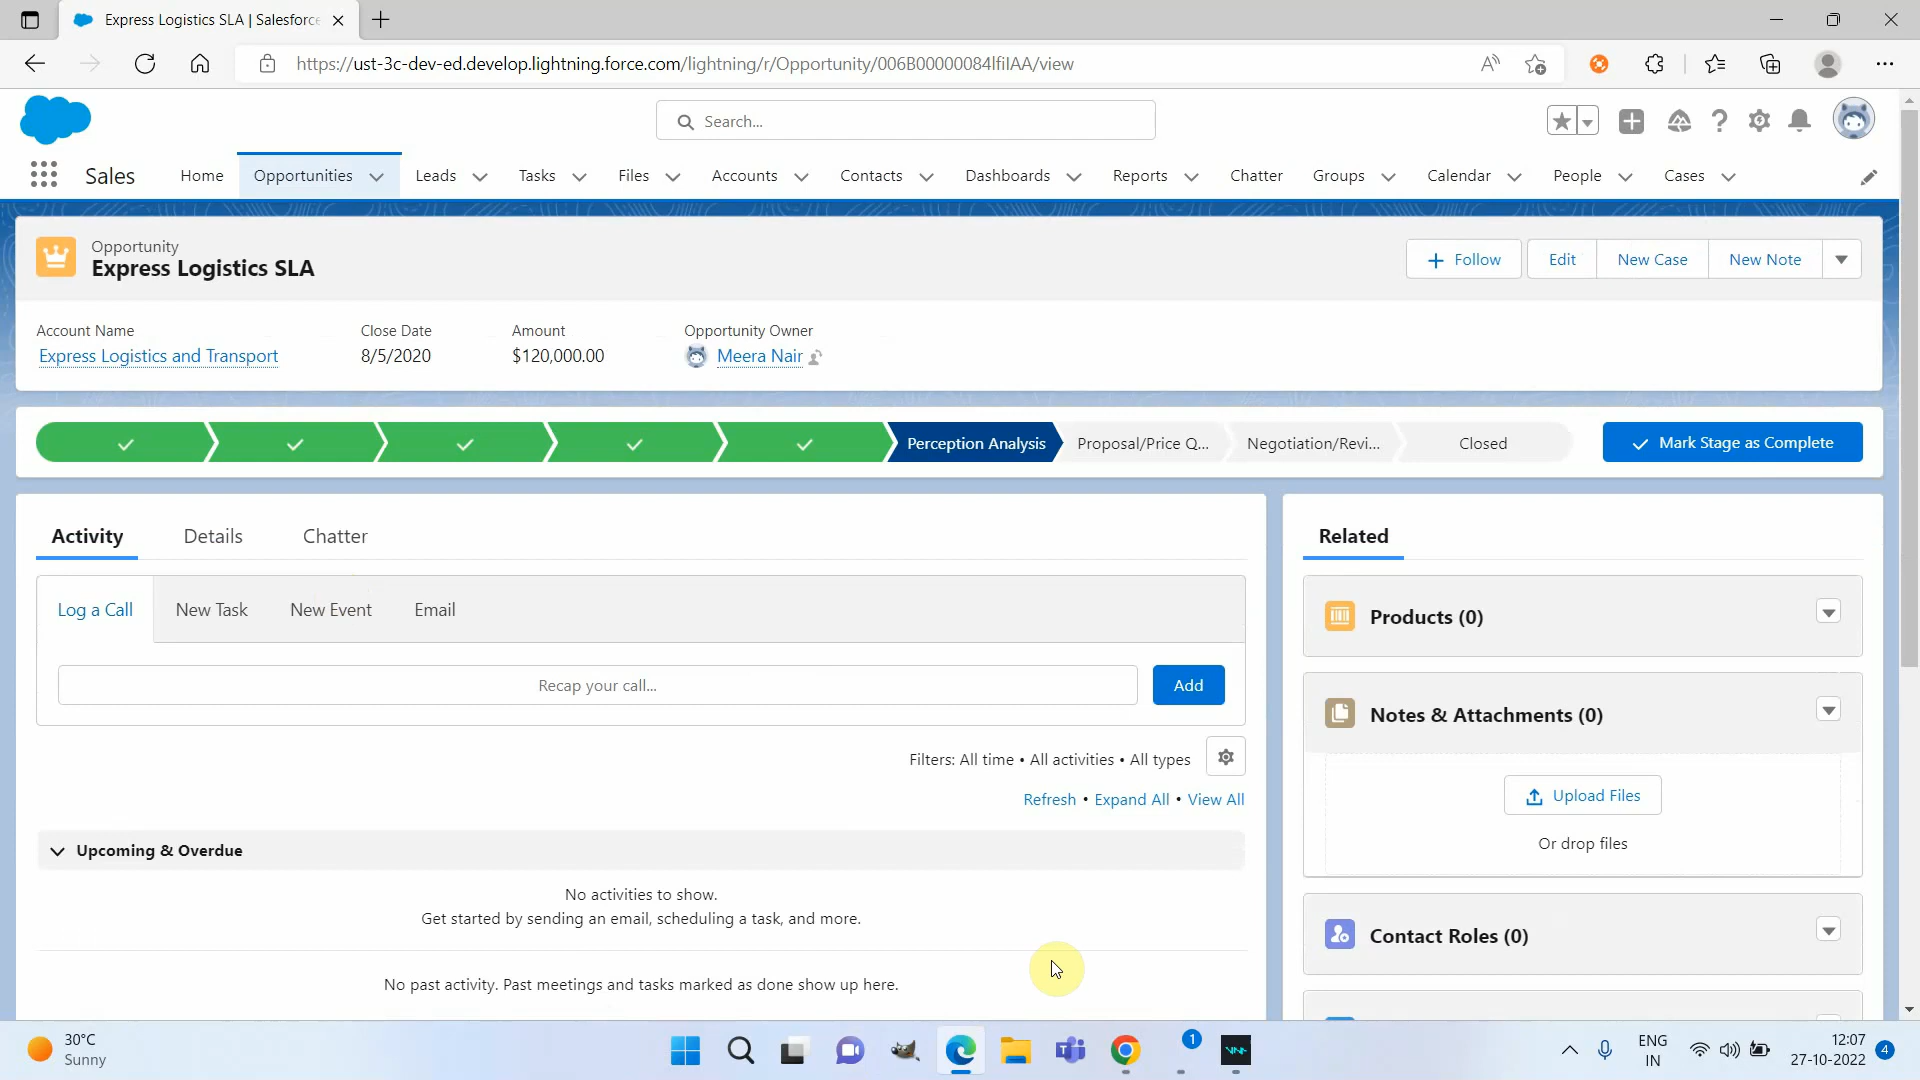 Express Logistics SLA | Salesforce
https://ust-3c-dev-ed.develop.lightning.force.com/lightning/r/Opportunity/006B00000084lfiIAA/view
Search...
Sales
Home
Opportunities
Leads
Tasks
Files
Accounts
Contacts
Dashboards
Reports
Chatter
Groups
Calendar
People
Cases
Opportunity
Express Logistics SLA
Follow
Edit
New Case
New Note
Account Name
Express Logistics and Transport
Close Date
8/5/2020
Amount
$120,000.00
Opportunity Owner
Meera Nair
Perception Analysis
Proposal/Price Q...
Negotiation/Revi...
Closed
Mark Stage as Complete
Activity
Details
Chatter
Log a Call
New Task
New Event
Email
Recap your call...
Add
Filters: All time • All activities • All types
Refresh • Expand All • View All
Upcoming & Overdue
No activities to show.
Get started by sending an email, scheduling a task, and more.
No past activity. Past meetings and tasks marked as done show up here.
Related
Products (0)
Notes & Attachments (0)
Upload Files
Or drop files
Contact Roles (0)
30°C
Sunny
1
ENG
IN
12:07
27-10-2022
4